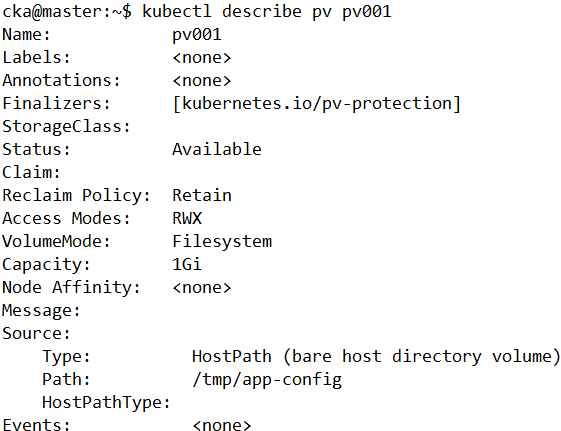 cka@master:~$ kubectl describe pv pv001
Name:            pv001
Labels:          <none>
Annotations:     <none>
Finalizers:      [kubernetes.io/pv-protection]
StorageClass:
Status:          Available
Claim:
Reclaim Policy:  Retain
Access Modes:    RWX
VolumeMode:      Filesystem
Capacity:        1Gi
Node Affinity:   <none>
Message:
Source:
    Type:          HostPath (bare host directory volume)
    Path:          /tmp/app-config
    HostPathType:
Events:            <none>